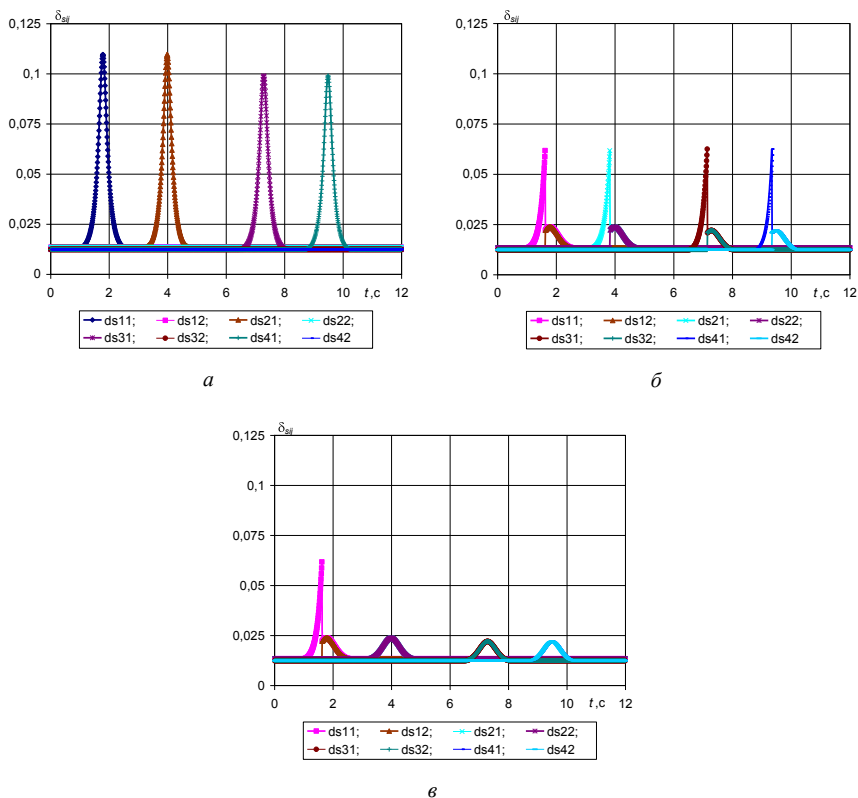 δsij
δsij
0,125
0,1
0,075
0,05
0,025
0
0 2 4 6 8 10 12
t,c
ds11; ds12; ds21; ds22;
ds31; ds32; ds41; ds42
а
0,125
0,1
0,075
0,05
0,025
0
0 2 4 6 8 10 12
t,c
ds11; ds12; ds21; ds22;
ds31; ds32; ds41; ds42
б
δsij
0,125
0,1
0,075
0,05
0,025
0
0 2 4 6 8 10 12
t,c
ds11; ds12; ds21; ds22;
ds31; ds32; ds41; ds42
в